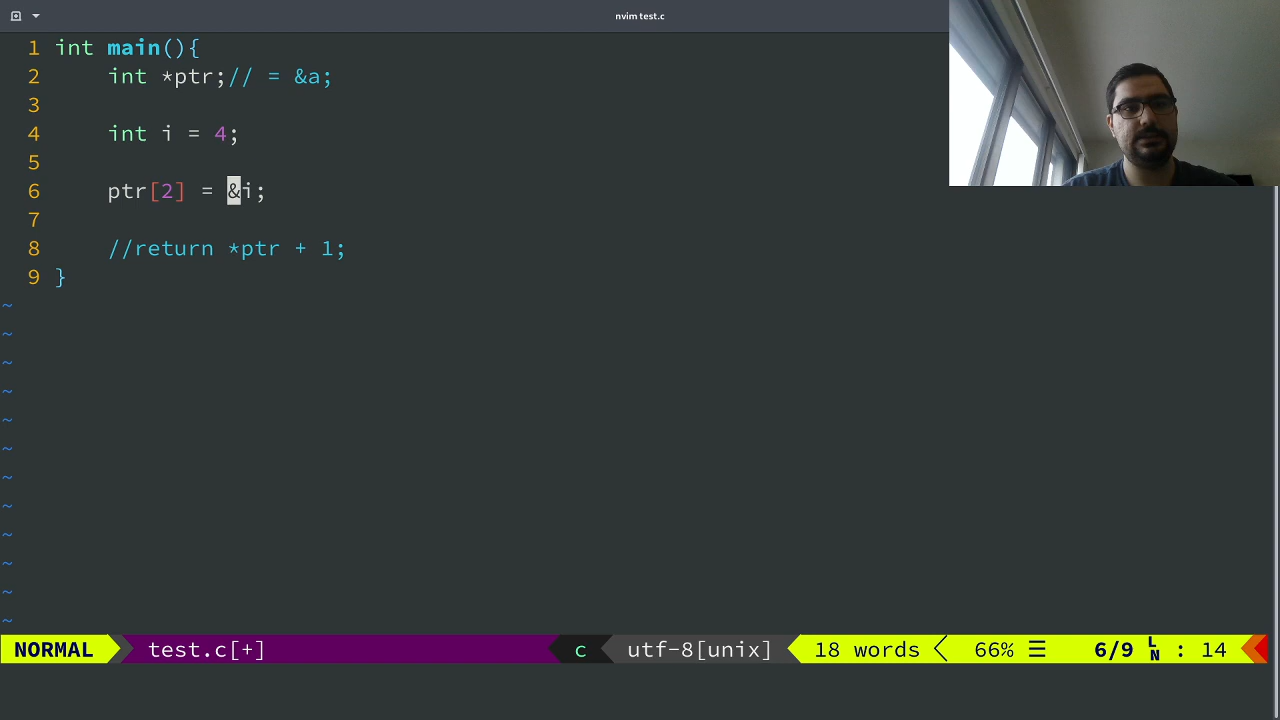 nvim test.c
1 int main(){
2     int *ptr;// = &a;
3
4     int i = 4;
5
6     ptr[2] = &i;
7
8     //return *ptr + 1;
9 }
~
~
~
~
~
~
~
~
~
~
~
~
NORMAL test.c[+] c utf-8[unix] 18 words 66% ☰ 6/9 LN : 14